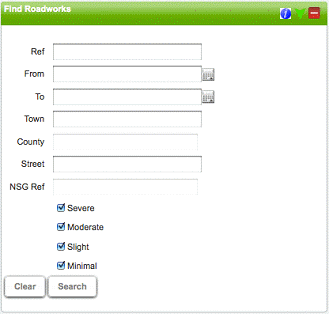 Find Roadworks
Ref
From
To
Town
County
Street
NSG Ref
Severe
Moderate
Slight
Minimal
Clear Search